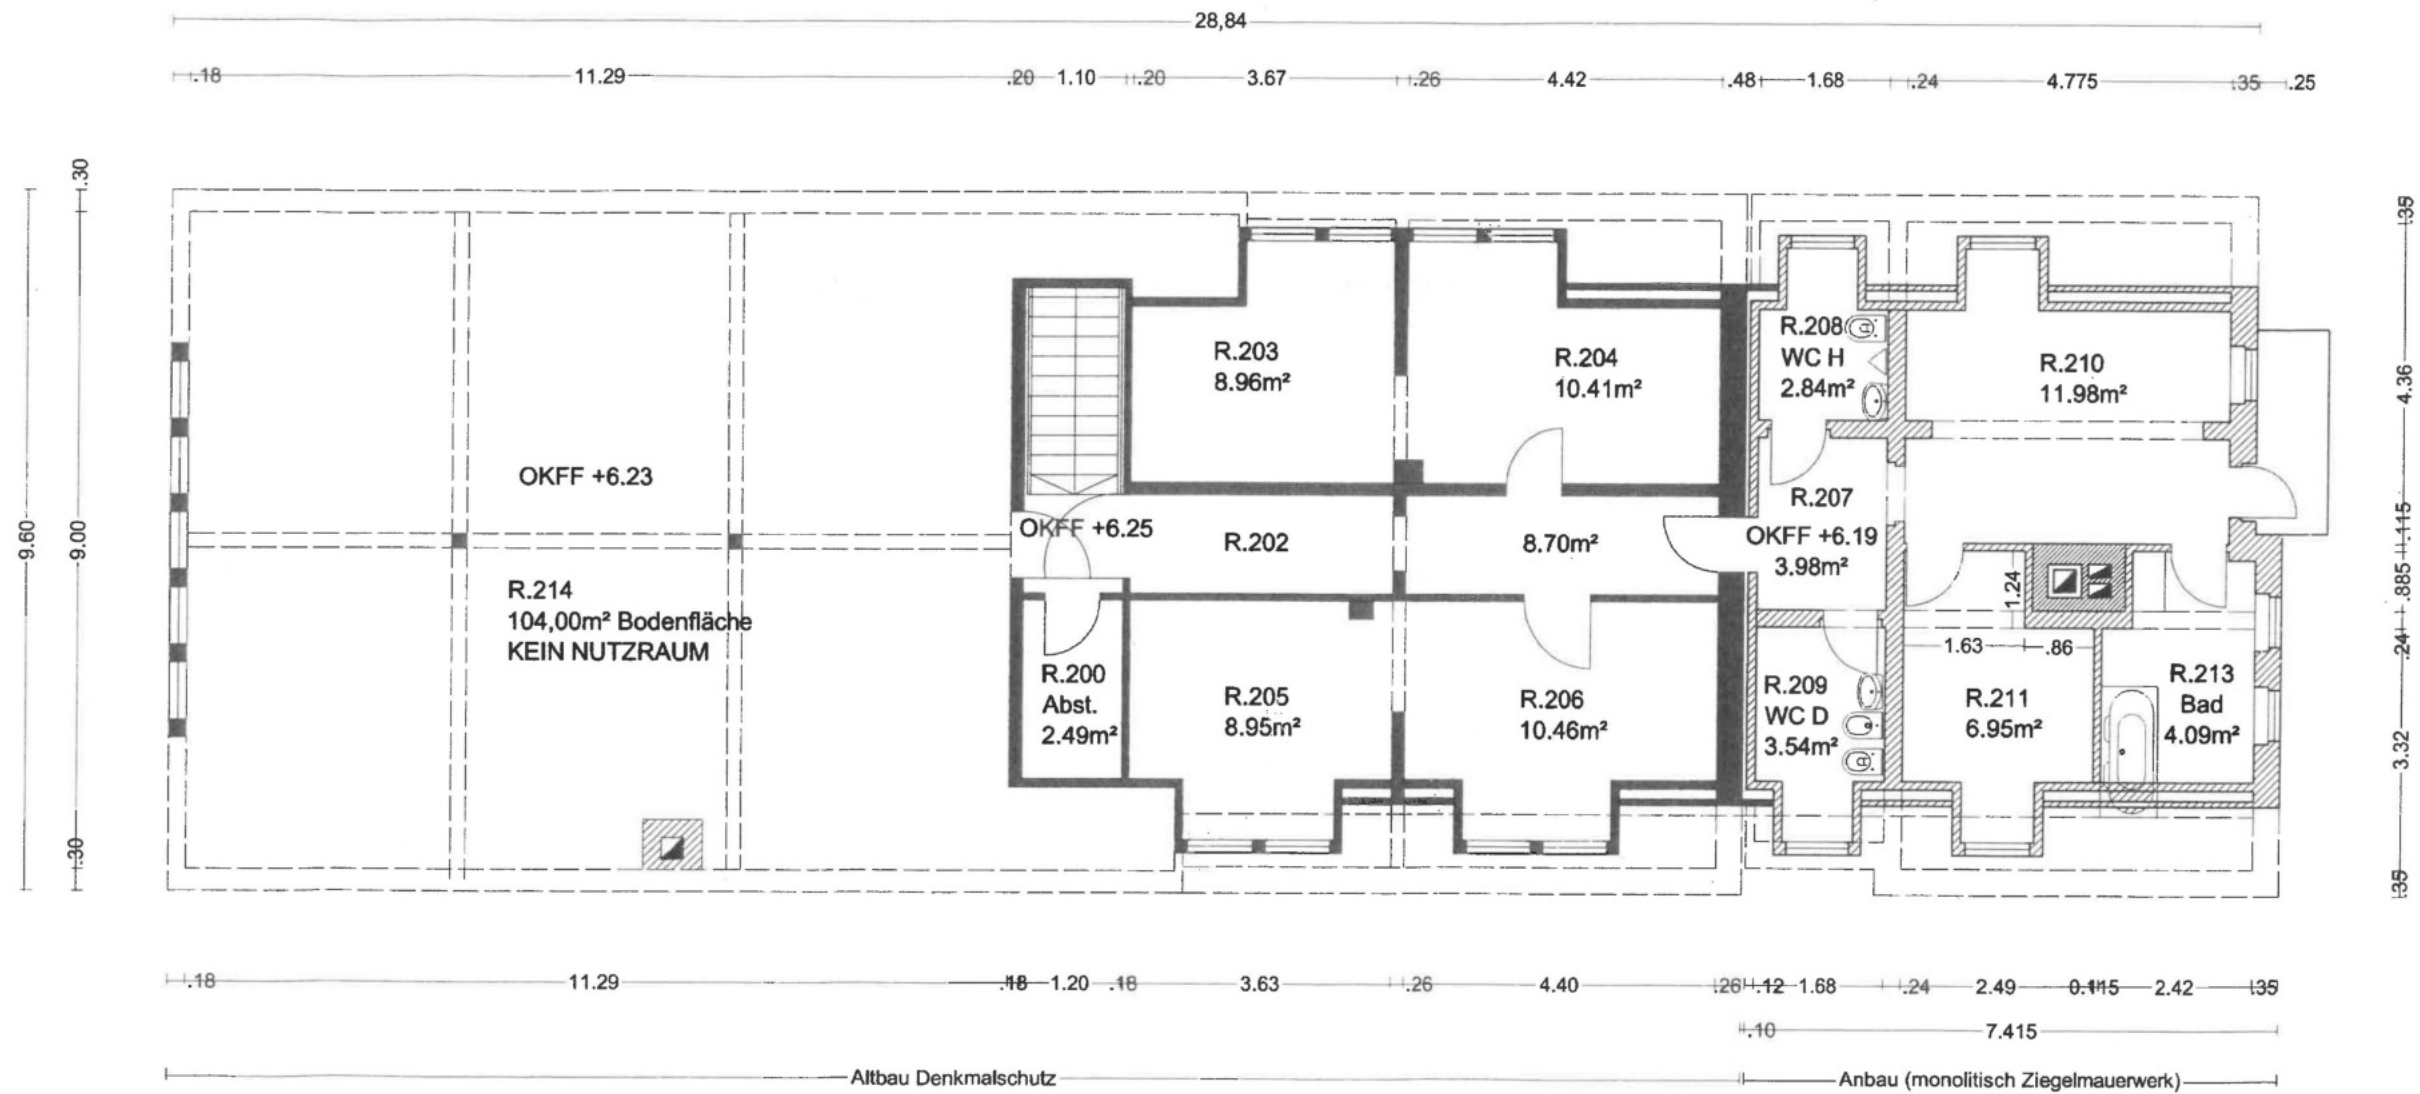 28,84
.18 11.29 .20 1.10 .20 3.67 .26 4.42 .48 1.68 .24 4.775 .35 .25
.30
9.60
9.00
.30
.35
4.36
.115
.885
.24
3.32
.35
R.203
8.96m²
R.204
10.41m²
R.208
WC H
2.84m²
R.210
11.98m²
OKFF +6.23
OKFF +6.25
R.202
8.70m²
R.207
OKFF +6.19
3.98m²
R.214
104,00m² Bodenfläche
KEIN NUTZRAUM
1.24
1.63 .86
R.200
Abst.
2.49m²
R.205
8.95m²
R.206
10.46m²
R.209
WC D
3.54m²
R.211
6.95m²
R.213
Bad
4.09m²
.18 11.29 .18 1.20 .18 3.63 .26 4.40 .26 .12 1.68 .24 2.49 0.115 2.42 .35
.10 7.415
Altbau Denkmalschutz
Anbau (monolitisch Ziegelmauerwerk)